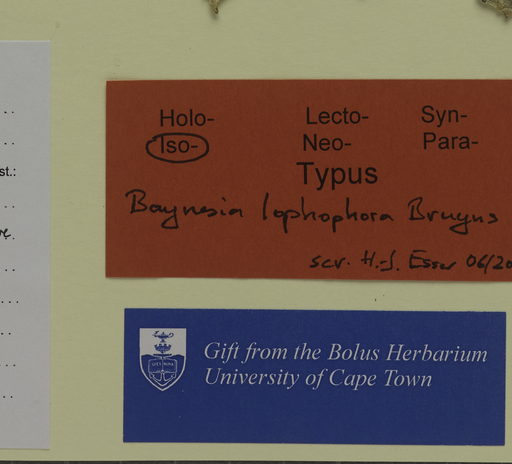 st.:
Holo- Lecto- Syn-
Iso- Neo- Para-
Typus
Baynesia lophophora Bruyns
scr. H.-J. Esser 06/20
Gift from the Bolus Herbarium
University of Cape Town